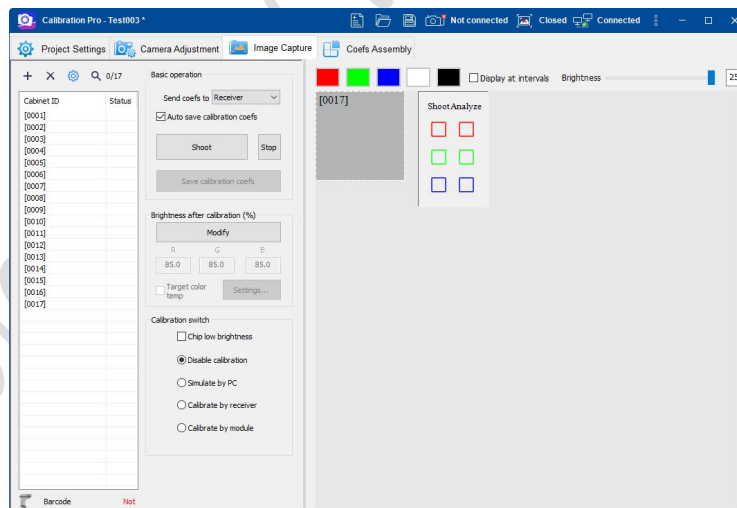 Calibration Pro - Test003 *
Not connected
Closed
Connected
Project Settings
Camera Adjustment
Image Capture
Coefs Assembly
0/17
Cabinet ID Status
[0001]
[0002]
[0003]
[0004]
[0005]
[0006]
[0007]
[0008]
[0009]
[0010]
[0011]
[0012]
[0013]
[0014]
[0015]
[0016]
[0017]
Barcode Not
Basic operation
Send coefs to Receiver
Auto save calibration coefs
Shoot Stop
Save calibration coefs
Brightness after calibration (%)
Modify
R G B
85.0 85.0 85.0
Target color
temp
Settings...
Calibration switch
Chip low brightness
Disable calibration
Simulate by PC
Calibrate by receiver
Calibrate by module
Display at intervals Brightness
[0017]
Shoot Analyze